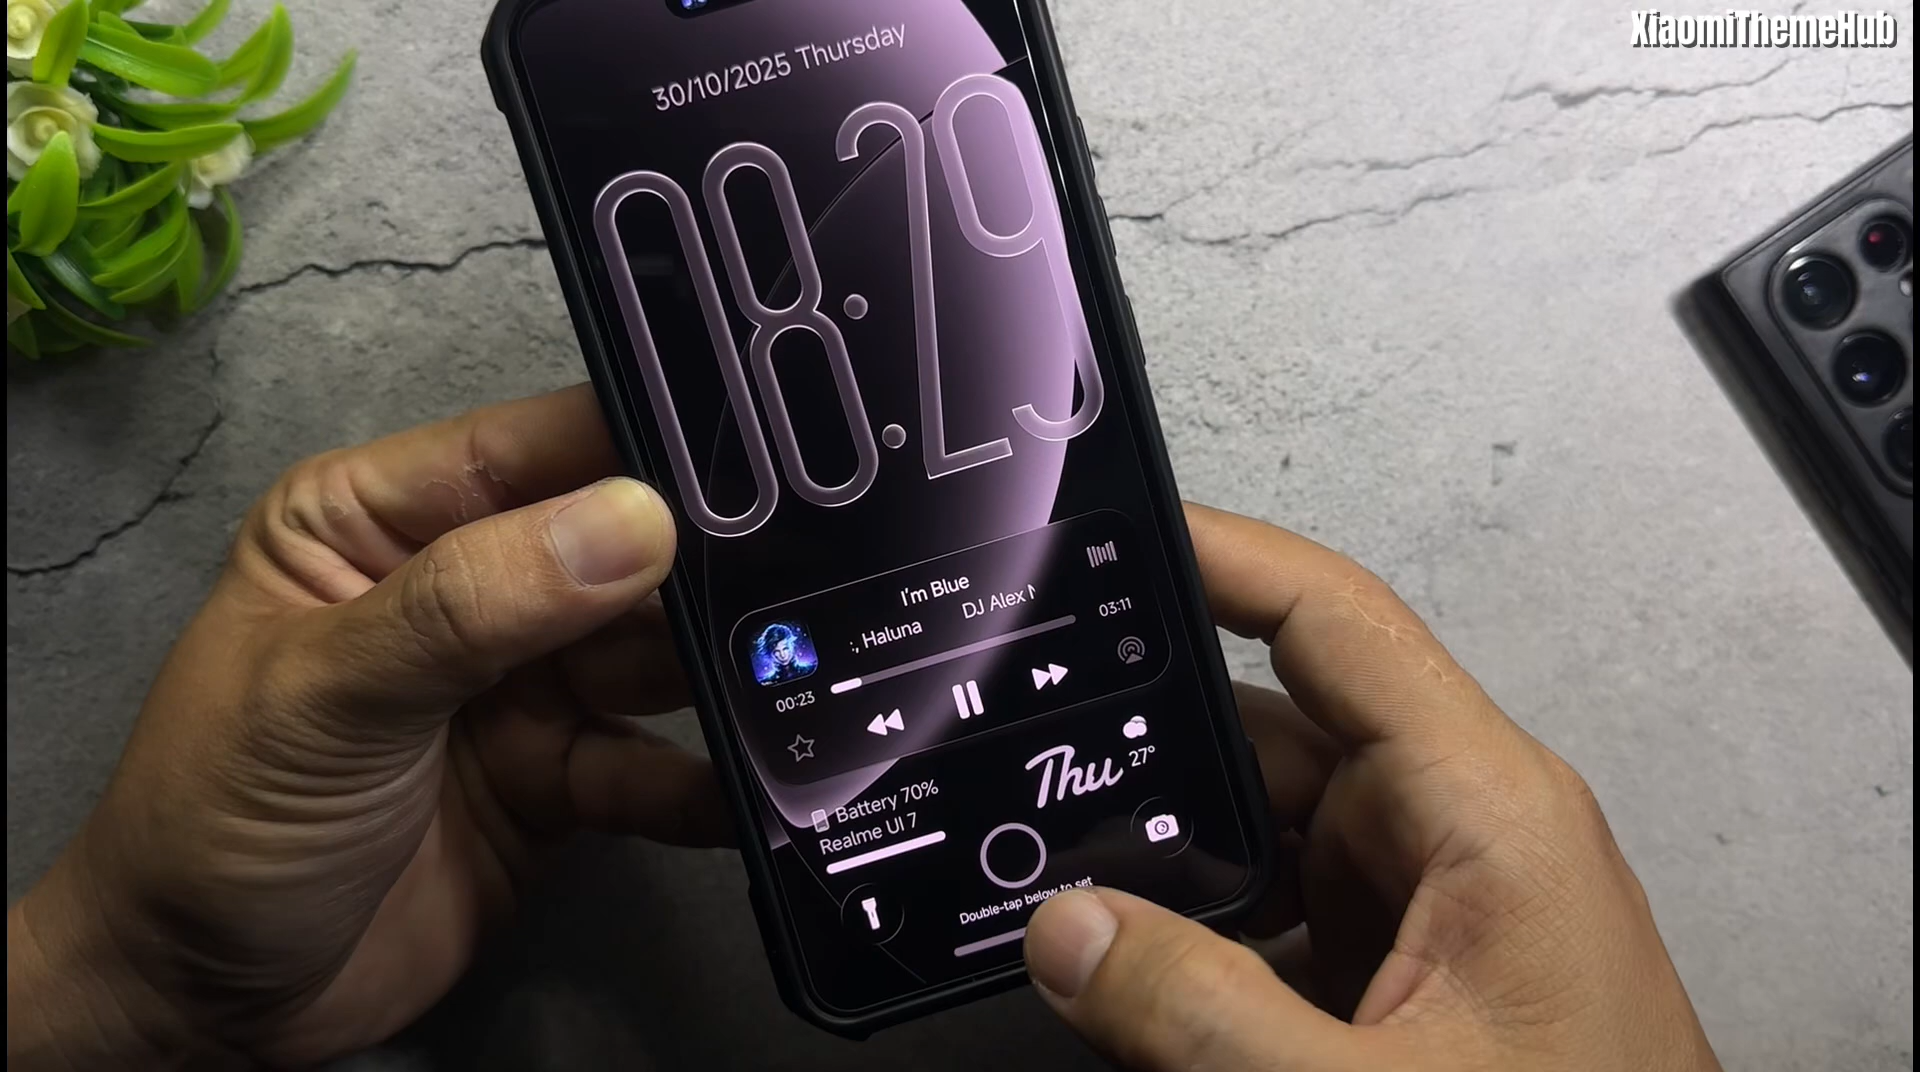 XiaomiThemeHub
30/10/2025 Thursday
08:29
I'm Blue
:, Haluna DJ Alex
00:23
03:11
Battery 70%
Realme UI 7
Thu
27°
Double-tap below to set